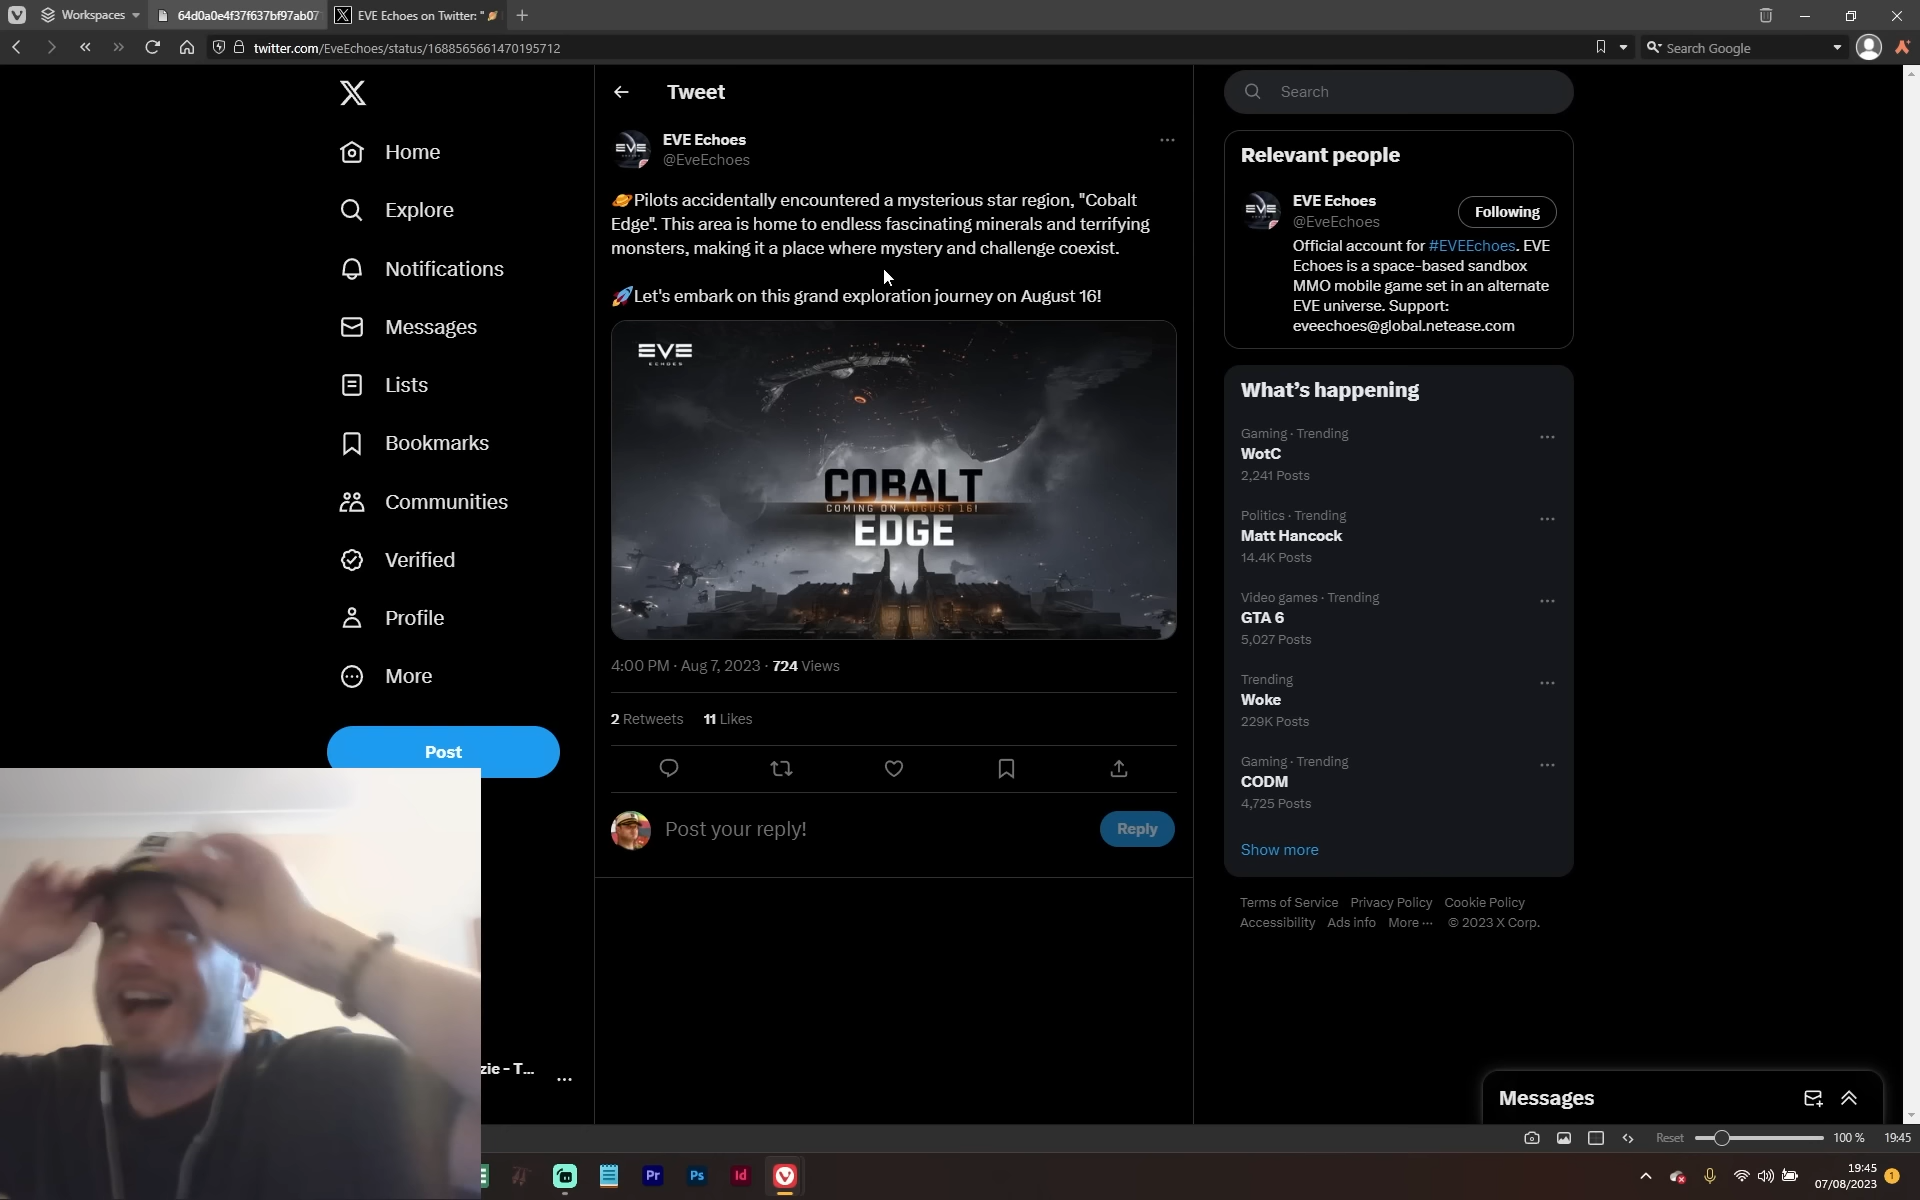 Workspaces
64d0a0e4f37f637bf97ab07
EVE Echoes on Twitter: "🪐
twitter.com/EveEchoes/status/1688565661470195712
Search Google
Home
Explore
Notifications
Messages
Lists
Bookmarks
Communities
Verified
Profile
More
Post
zie - T...
Tweet
EVE Echoes
@EveEchoes
🪐Pilots accidentally encountered a mysterious star region, "Cobalt
Edge". This area is home to endless fascinating minerals and terrifying
monsters, making it a place where mystery and challenge coexist.
🚀Let's embark on this grand exploration journey on August 16!
EVE
ECHOES
COBALT
COMING ON AUGUST 16!
EDGE
4:00 PM · Aug 7, 2023 · 724 Views
2 Retweets 11 Likes
Post your reply!
Reply
Search
Relevant people
EVE Echoes
@EveEchoes
Following
Official account for #EVEEchoes. EVE
Echoes is a space-based sandbox
MMO mobile game set in an alternate
EVE universe. Support:
eveechoes@global.netease.com
What's happening
Gaming · Trending
WotC
2,241 Posts
Politics · Trending
Matt Hancock
14.4K Posts
Video games · Trending
GTA 6
5,027 Posts
Trending
Woke
229K Posts
Gaming · Trending
CODM
4,725 Posts
Show more
Terms of Service Privacy Policy Cookie Policy
Accessibility Ads info More ··· © 2023 X Corp.
Messages
Reset 100 % 19:45
Pr Ps Id
19:45
07/08/2023
1